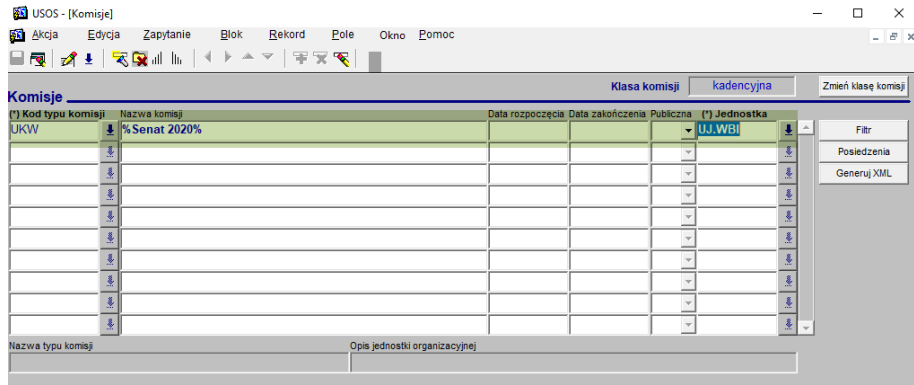 USOS - [Komisje]
Akcja Edycja Zapytanie Blok Rekord Pole Okno Pomoc
Klasa komisji kadencyjna Zmień klasę komisji
Komisje
(*) Kod typu komisji Nazwa komisji Data rozpoczęcia Data zakończenia Publiczna (*) Jednostka
UKW %Senat 2020% UJ.WBI Filtr
Posiedzenia
Generuj XML
Nazwa typu komisji Opis jednostki organizacyjnej